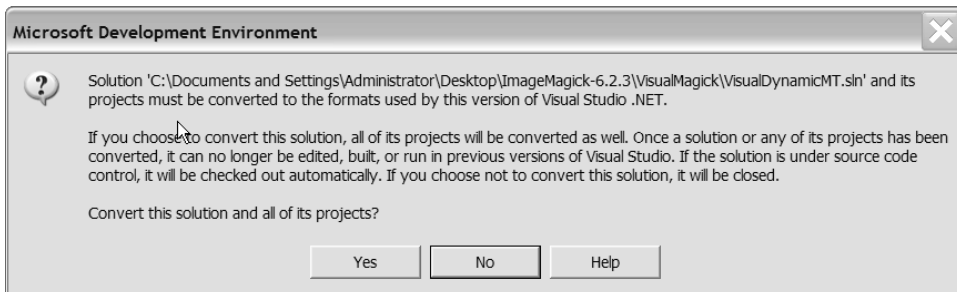 Microsoft Development Environment
Solution 'C:\Documents and Settings\Administrator\Desktop\ImageMagick-6.2.3\VisualMagick\VisualDynamicMT.sln' and its
projects must be converted to the formats used by this version of Visual Studio .NET.
If you choose to convert this solution, all of its projects will be converted as well. Once a solution or any of its projects has been
converted, it can no longer be edited, built, or run in previous versions of Visual Studio. If the solution is under source code
control, it will be checked out automatically. If you choose not to convert this solution, it will be closed.
Convert this solution and all of its projects?
Yes No Help